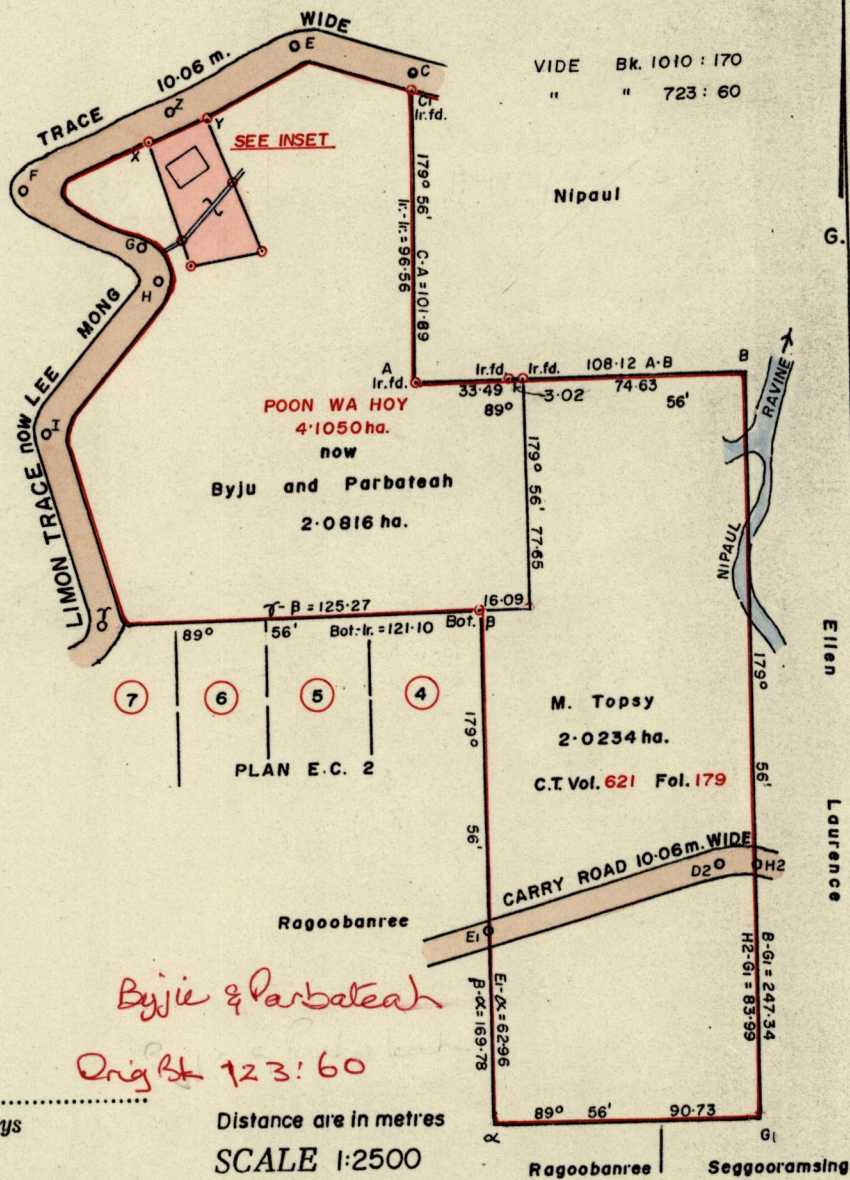 WIDE
10·06 m.
TRACE
E
C
Z
C1
Ir.fd.
Y
X
F
SEE INSET
VIDE Bk. 1010 : 170
" " 723 : 60
Nipaul
G.
G
H
179° 56' C-A=101·89
Ir.-Ir.=96·56
LIMON TRACE now LEE MONG
I
A
Ir.fd.
Ir.fd. Ir.fd. 108·12 A-B B
33·49 3·02 74·63
89° 56'
RAVINE
NIPAUL
POON WA HOY
4·1050 ha.
now
Byju and Parbateah
2·0816 ha.
179° 56' 77·65
16·09
γ-β = 125·27
89° 56' Bot.-Ir. = 121·10 Bot. β
γ
7 6 5 4
PLAN E.C. 2
Ellen
Laurence
179° 56'
179° 56'
M. Topsy
2·0234 ha.
C.T. Vol. 621 Fol. 179
CARRY ROAD 10·06 m. WIDE
D2 H2
E1
Ragoobanree
E1-α=62·96
β-α=169·78
B-G1=247·34
H2-G1=83·99
Byjie & Parbateah
Orig Bk 723: 60
ys
Distance are in metres
SCALE 1:2500
89° 56' 90·73
α G1
Ragoobanree Seggooramsing